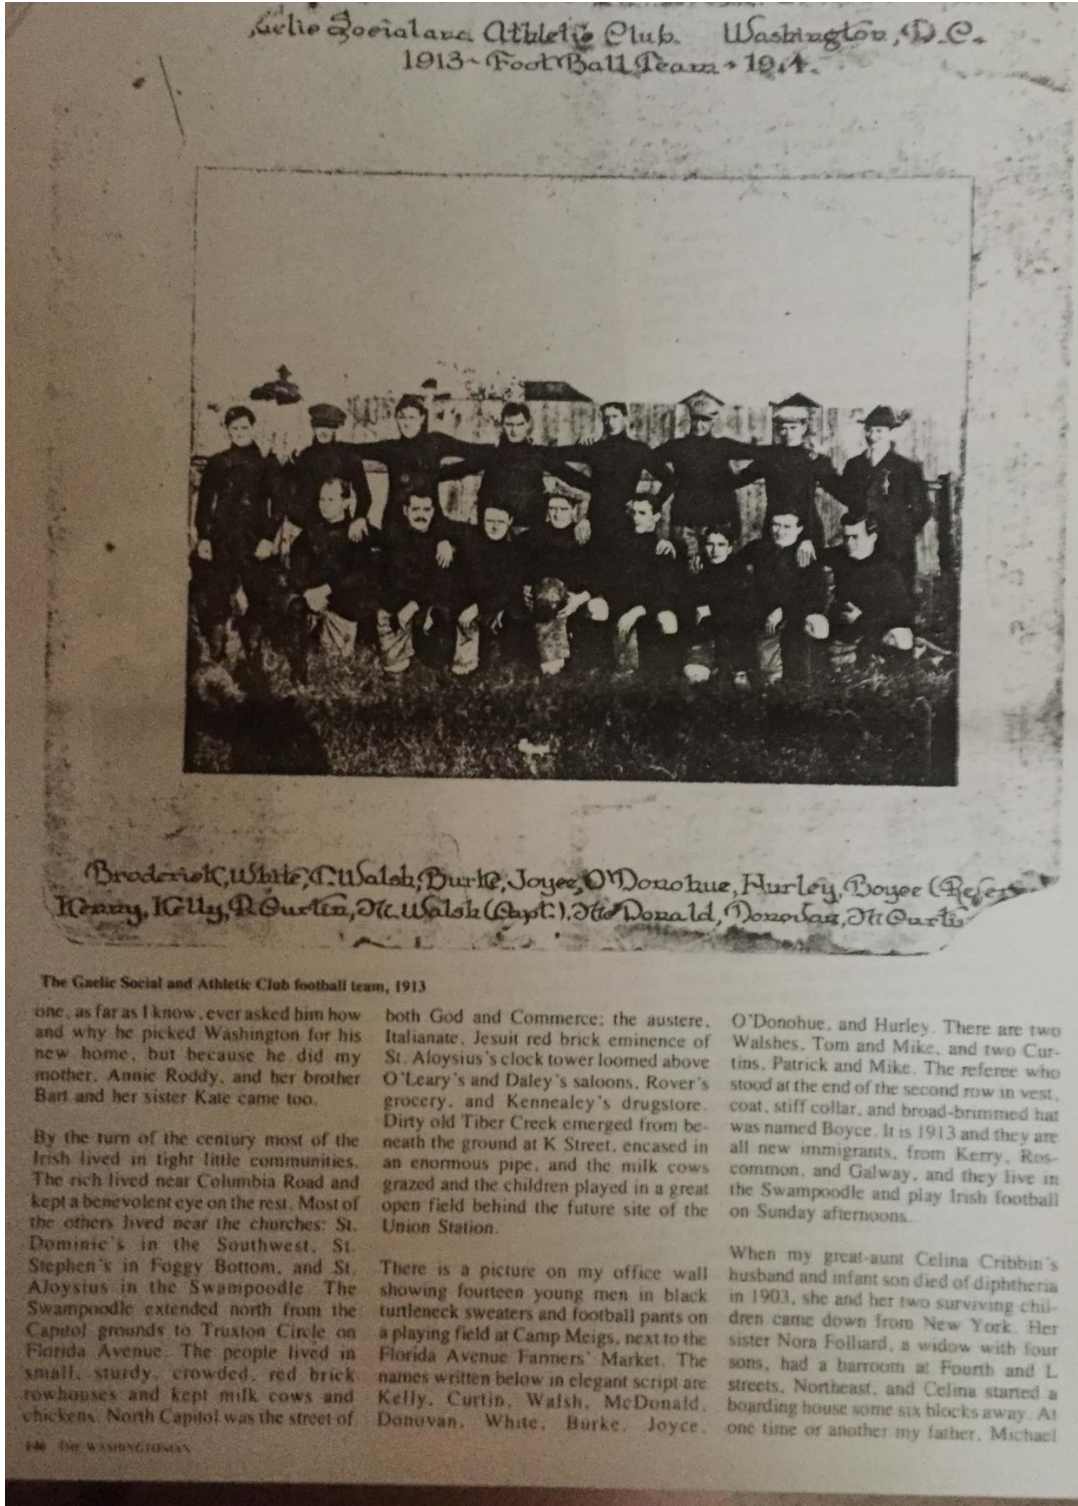 Gaelic Social and Athletic Club. Washington, D.C.
1913 - Foot Ball Team - 1914.
Broderick, White, T. Walsh, Burke, Joyce, O'Donohue, Hurley, Boyce (Refer
Kenny, Kelly, P. Curtin, M. Walsh (Capt.), McDonald, Donovan, M Curti
The Gaelic Social and Athletic Club football team, 1913
one, as far as I know, ever asked him how
and why he picked Washington for his
new home, but because he did my
mother, Annie Roddy, and her brother
Bart and her sister Kate came too.
By the turn of the century most of the
Irish lived in tight little communities.
The rich lived near Columbia Road and
kept a benevolent eye on the rest. Most of
the others lived near the churches: St.
Dominic's in the Southwest, St.
Stephen's in Foggy Bottom, and St.
Aloysius in the Swampoodle. The
Swampoodle extended north from the
Capitol grounds to Truxton Circle on
Florida Avenue. The people lived in
small, sturdy, crowded, red brick
rowhouses and kept milk cows and
chickens. North Capitol was the street of
both God and Commerce; the austere,
Italianate, Jesuit red brick eminence of
St. Aloysius's clock tower loomed above
O'Leary's and Daley's saloons, Rover's
grocery, and Kennealey's drugstore.
Dirty old Tiber Creek emerged from be-
neath the ground at K Street, encased in
an enormous pipe, and the milk cows
grazed and the children played in a great
open field behind the future site of the
Union Station.
There is a picture on my office wall
showing fourteen young men in black
turtleneck sweaters and football pants on
a playing field at Camp Meigs, next to the
Florida Avenue Farmers' Market. The
names written below in elegant script are
Kelly, Curtin, Walsh, McDonald,
Donovan, White, Burke, Joyce,
O'Donohue, and Hurley. There are two
Walshes, Tom and Mike, and two Cur-
tins, Patrick and Mike. The referee who
stood at the end of the second row in vest,
coat, stiff collar, and broad-brimmed hat
was named Boyce. It is 1913 and they are
all new immigrants, from Kerry, Ros-
common, and Galway, and they live in
the Swampoodle and play Irish football
on Sunday afternoons.
When my great-aunt Celina Cribbin's
husband and infant son died of diphtheria
in 1903, she and her two surviving chil-
dren came down from New York. Her
sister Nora Folliard, a widow with four
sons, had a barroom at Fourth and L
streets, Northeast, and Celina started a
boarding house some six blocks away. At
one time or another my father, Michael
146 THE WASHINGTONIAN